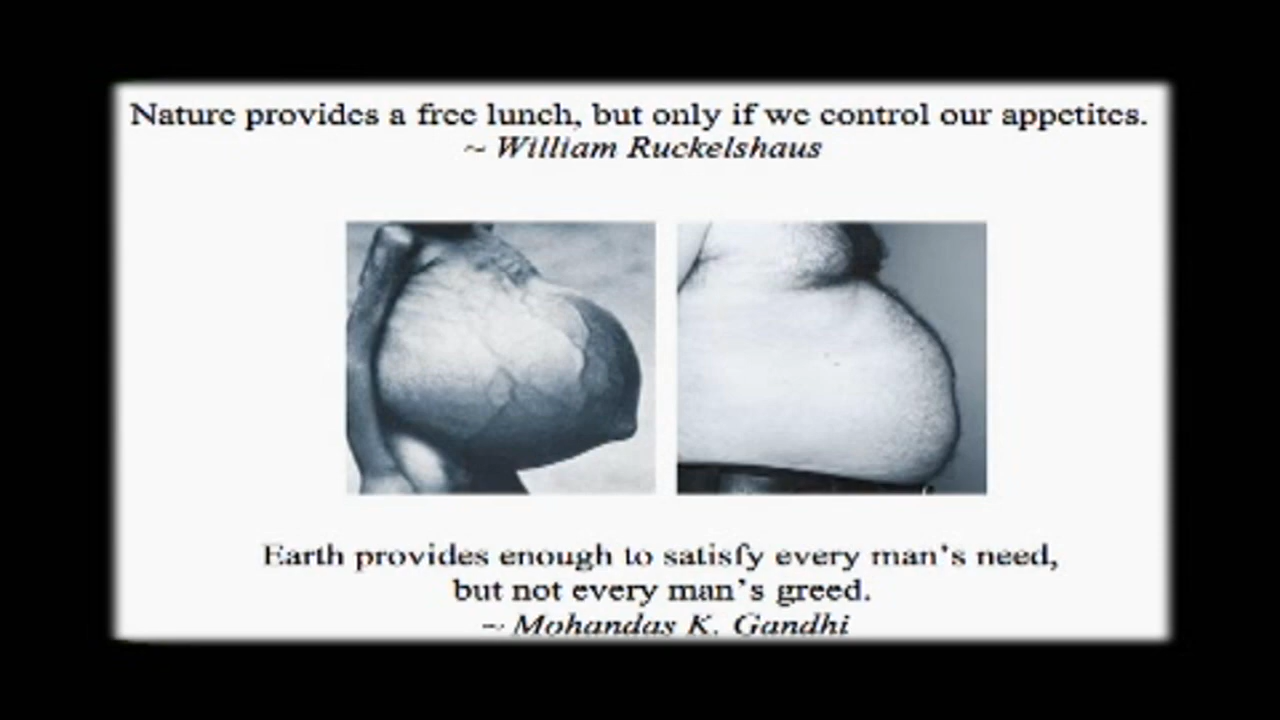 Nature provides a free lunch, but only if we control our appetites.
~ William Ruckelshaus
Earth provides enough to satisfy every man's need,
but not every man's greed.
~ Mohandas K. Gandhi